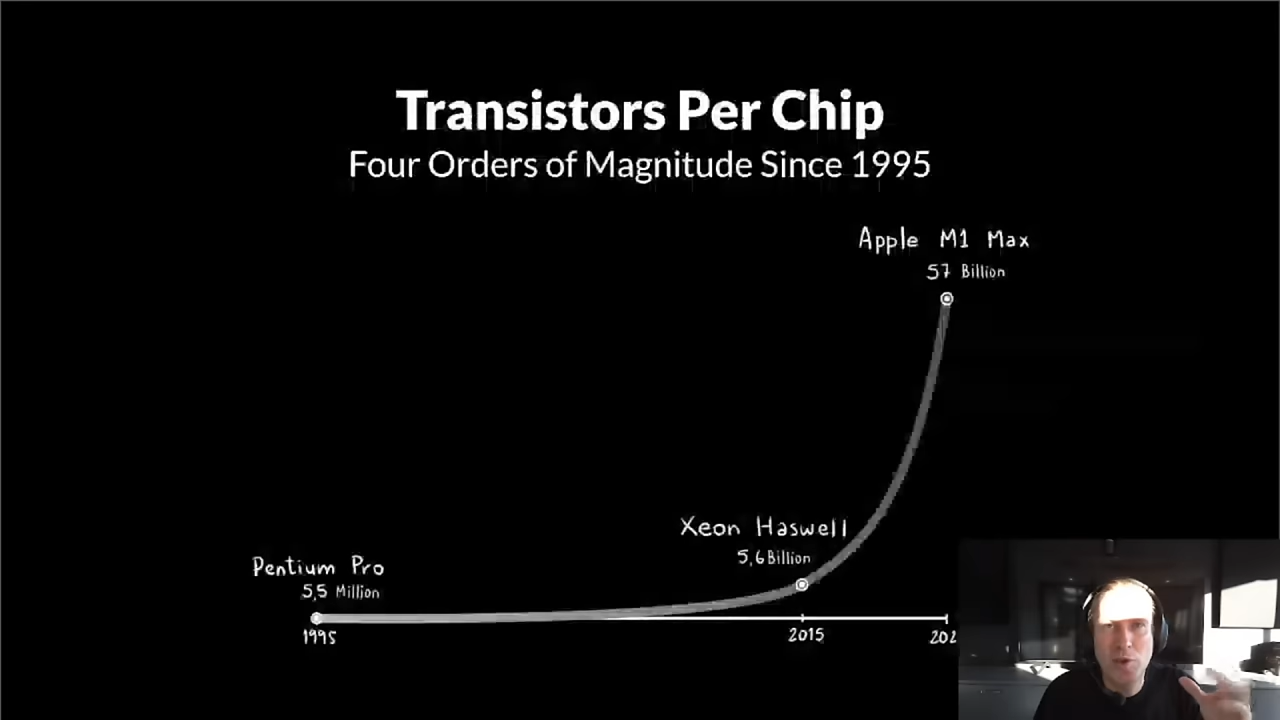 Transistors Per Chip
Four Orders of Magnitude Since 1995
Apple M1 Max
57 Billion
Xeon Haswell
5,6 Billion
Pentium Pro
5,5 Million
1995
2015